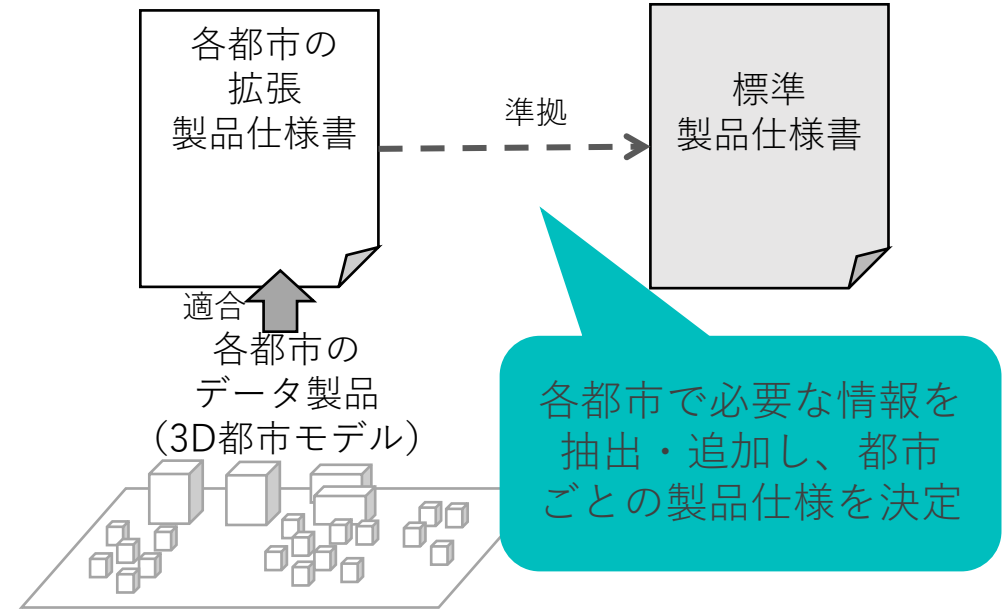 各都市の
拡張
製品仕様書
準拠
標準
製品仕様書
適合
各都市の
データ製品
（3D都市モデル）
各都市で必要な情報を
抽出・追加し、都市
ごとの製品仕様を決定